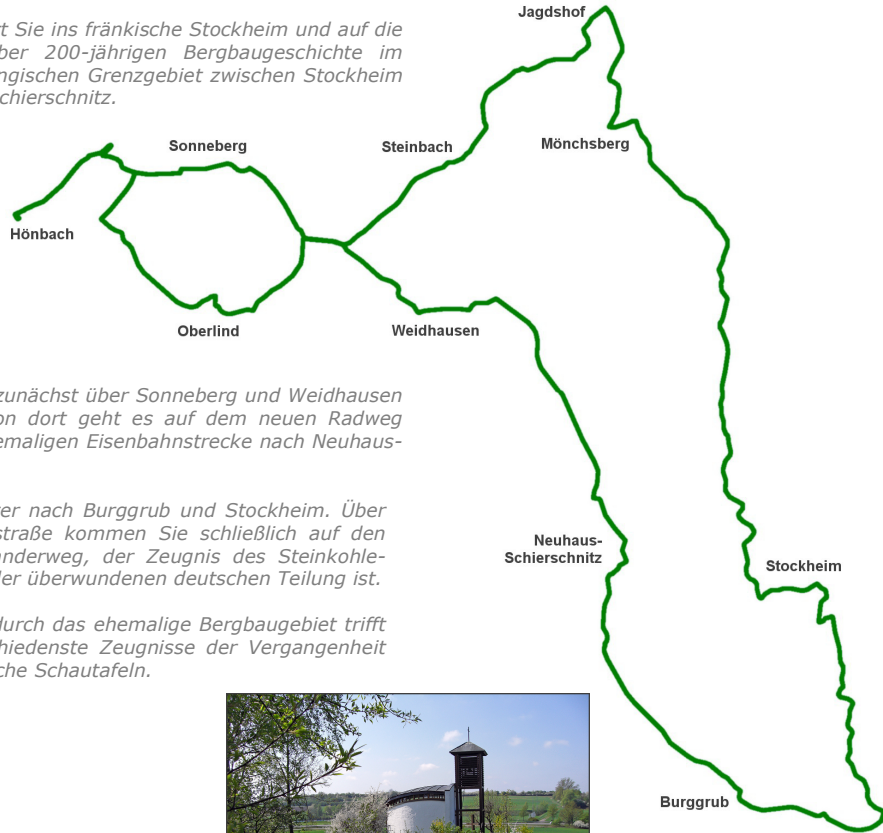 rt Sie ins fränkische Stockheim und auf die
ber 200-jährigen Bergbaugeschichte im
ngischen Grenzgebiet zwischen Stockheim
chierschnitz.
Jagdshof
Sonneberg
Steinbach
Mönchsberg
Hönbach
Oberlind
Weidhausen
zunächst über Sonneberg und Weidhausen
on dort geht es auf dem neuen Radweg
emaligen Eisenbahnstrecke nach Neuhaus-
er nach Burggrub und Stockheim. Über
straße kommen Sie schließlich auf den
anderweg, der Zeugnis des Steinkohle-
der überwundenen deutschen Teilung ist.
Neuhaus-
Schierschnitz
Stockheim
durch das ehemalige Bergbaugebiet trifft
chiedenste Zeugnisse der Vergangenheit
che Schautafeln.
Burggrub